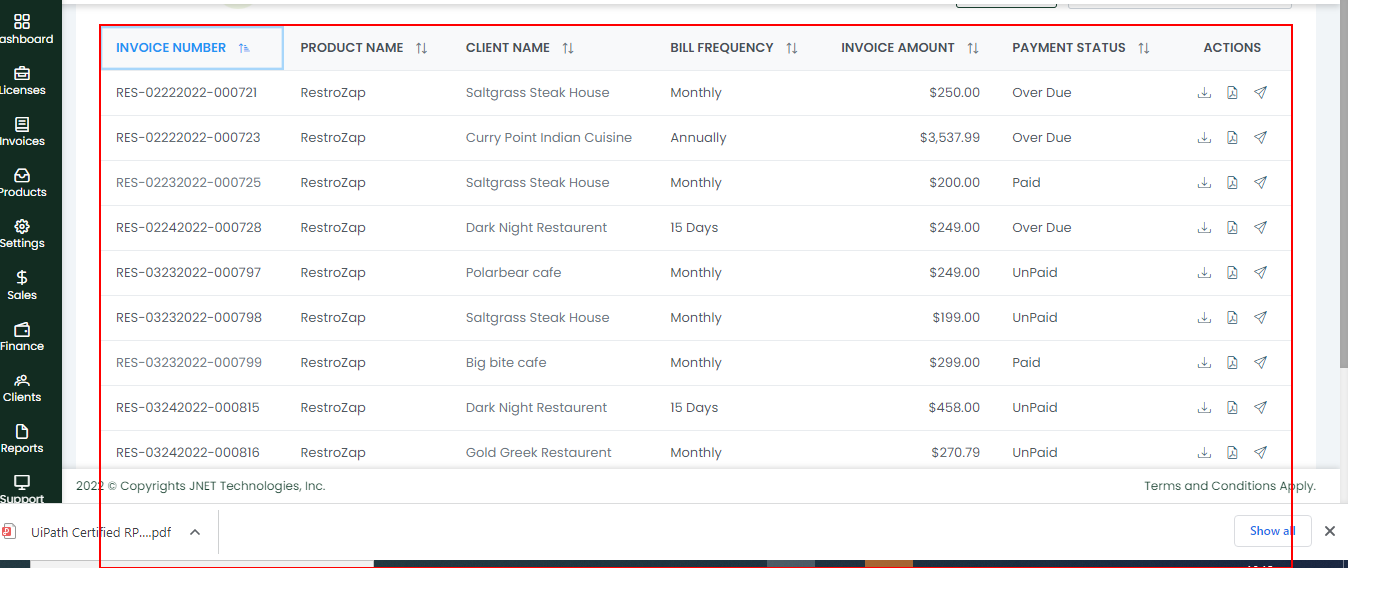 ashboard
Licenses
Invoices
Products
Settings
Sales
Finance
Clients
Reports
Support
INVOICE NUMBER PRODUCT NAME CLIENT NAME BILL FREQUENCY INVOICE AMOUNT PAYMENT STATUS ACTIONS
RES-02222022-000721 RestroZap Saltgrass Steak House Monthly $250.00 Over Due
RES-02222022-000723 RestroZap Curry Point Indian Cuisine Annually $3,537.99 Over Due
RES-02232022-000725 RestroZap Saltgrass Steak House Monthly $200.00 Paid
RES-02242022-000728 RestroZap Dark Night Restaurent 15 Days $249.00 Over Due
RES-03232022-000797 RestroZap Polarbear cafe Monthly $249.00 UnPaid
RES-03232022-000798 RestroZap Saltgrass Steak House Monthly $199.00 UnPaid
RES-03232022-000799 RestroZap Big bite cafe Monthly $299.00 Paid
RES-03242022-000815 RestroZap Dark Night Restaurent 15 Days $458.00 UnPaid
RES-03242022-000816 RestroZap Gold Greek Restaurent Monthly $270.79 UnPaid
2022 © Copyrights JNET Technologies, Inc. Terms and Conditions Apply.
UiPath Certified RP....pdf Show all